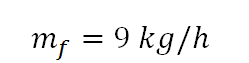 m_f = 9 kg/h